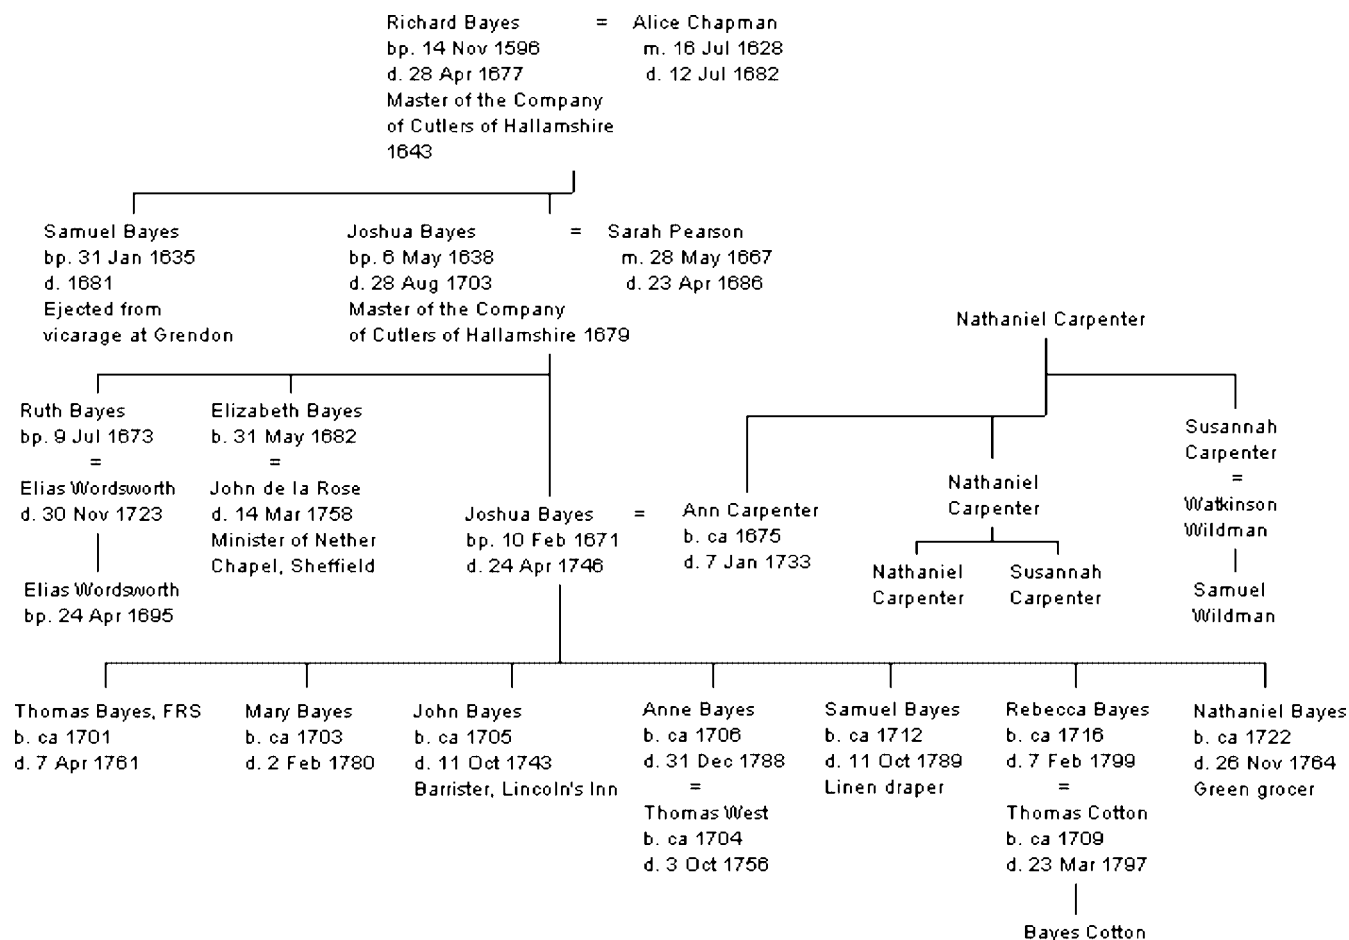 Richard Bayes = Alice Chapman
bp. 14 Nov 1596 m. 16 Jul 1628
d. 28 Apr 1677 d. 12 Jul 1682
Master of the Company
of Cutlers of Hallamshire
1643
Samuel Bayes
bp. 31 Jan 1635
d. 1681
Ejected from
vicarage at Grendon
Joshua Bayes = Sarah Pearson
bp. 6 May 1638 m. 28 May 1667
d. 28 Aug 1703 d. 23 Apr 1686
Master of the Company
of Cutlers of Hallamshire 1679
Nathaniel Carpenter
Ruth Bayes
bp. 9 Jul 1673
=
Elias Wordsworth
d. 30 Nov 1723
Elias Wordsworth
bp. 24 Apr 1695
Elizabeth Bayes
b. 31 May 1682
=
John de la Rose
d. 14 Mar 1758
Minister of Nether
Chapel, Sheffield
Joshua Bayes = Ann Carpenter
bp. 10 Feb 1671 b. ca 1675
d. 24 Apr 1746 d. 7 Jan 1733
Nathaniel
Carpenter
Nathaniel
Carpenter
Susannah
Carpenter
Susannah
Carpenter
=
Watkinson
Wildman
Samuel
Wildman
Thomas Bayes, FRS
b. ca 1701
d. 7 Apr 1761
Mary Bayes
b. ca 1703
d. 2 Feb 1780
John Bayes
b. ca 1705
d. 11 Oct 1743
Barrister, Lincoln's Inn
Anne Bayes
b. ca 1706
d. 31 Dec 1788
=
Thomas West
b. ca 1704
d. 3 Oct 1756
Samuel Bayes
b. ca 1712
d. 11 Oct 1789
Linen draper
Rebecca Bayes
b. ca 1716
d. 7 Feb 1799
=
Thomas Cotton
b. ca 1709
d. 23 Mar 1797
Bayes Cotton
Nathaniel Bayes
b. ca 1722
d. 26 Nov 1764
Green grocer